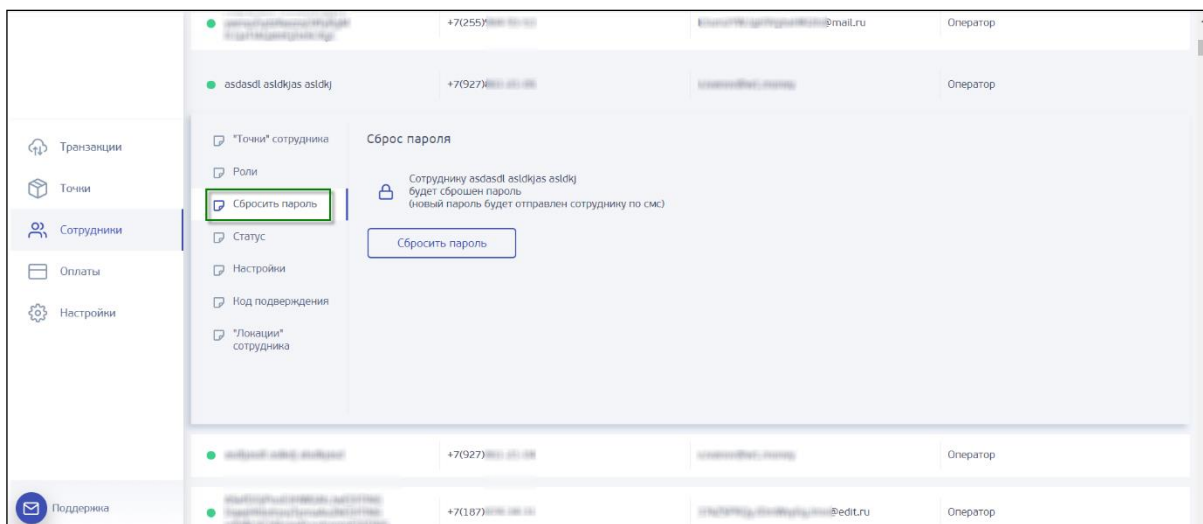 +7(255)
@mail.ru
Оператор
asdasdl asldkjas asldkj
+7(927)
Оператор
Транзакции
Точки
Сотрудники
Оплаты
Настройки
Поддержка
"Точки" сотрудника
Роли
Сбросить пароль
Статус
Настройки
Код подверждения
"Локации"
сотрудника
Сброс пароля
Сотруднику asdasdl asldkjas asldkj
будет сброшен пароль
(новый пароль будет отправлен сотруднику по смс)
Сбросить пароль
+7(927)
Оператор
+7(187)
@edit.ru
Оператор